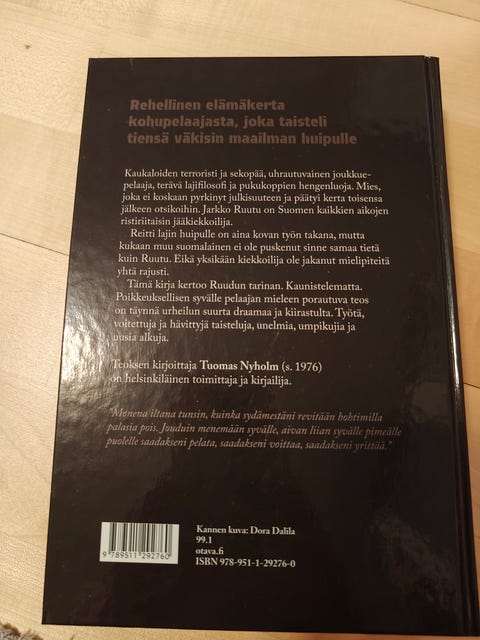 Rehellinen elämäkerta
kohupelaajasta, joka taisteli
tiensä väkisin maailman huipulle
Kaukaloiden terroristi ja sekopää, uhrautuvainen joukkue-
pelaaja, terävä lajifilosofi ja pukukoppien hengenluoja. Mies,
joka ei koskaan pyrkinyt julkisuuteen ja päätyi kerta toisensa
jälkeen otsikoihin. Jarkko Ruutu on Suomen kaikkien aikojen
ristiriitaisin jääkiekkoilija.
Reitti lajin huipulle on aina kovan työn takana, mutta
kukaan muu suomalainen ei ole puskenut sinne samaa tietä
kuin Ruutu. Eikä yksikään kiekkoilija ole jakanut mielipiteitä
yhtä rajusti.
Tämä kirja kertoo Ruudun tarinan. Kaunistelematta.
Poikkeuksellisen syvälle pelaajan mieleen porautuva teos
on täynnä urheilun suurta draamaa ja kiirastulta. Työtä,
voitettuja ja hävittyjä taisteluja, unelmia, umpikujia ja
uusia alkuja.
Teoksen kirjoittaja Tuomas Nyholm (s. 1976)
on helsinkiläinen toimittaja ja kirjailija.
"Monena iltana tunsin, kuinka sydämestäni revitään hohtimilla
palasia pois. Jouduin menemään syvälle, aivan liian syvälle pimeälle
puolelle saadakseni pelata, saadakseni voittaa, saadakseni yrittää."
Kannen kuva: Dora Dalila
99.1
otava.fi
ISBN 978-951-1-29276-0
9 789511 292760